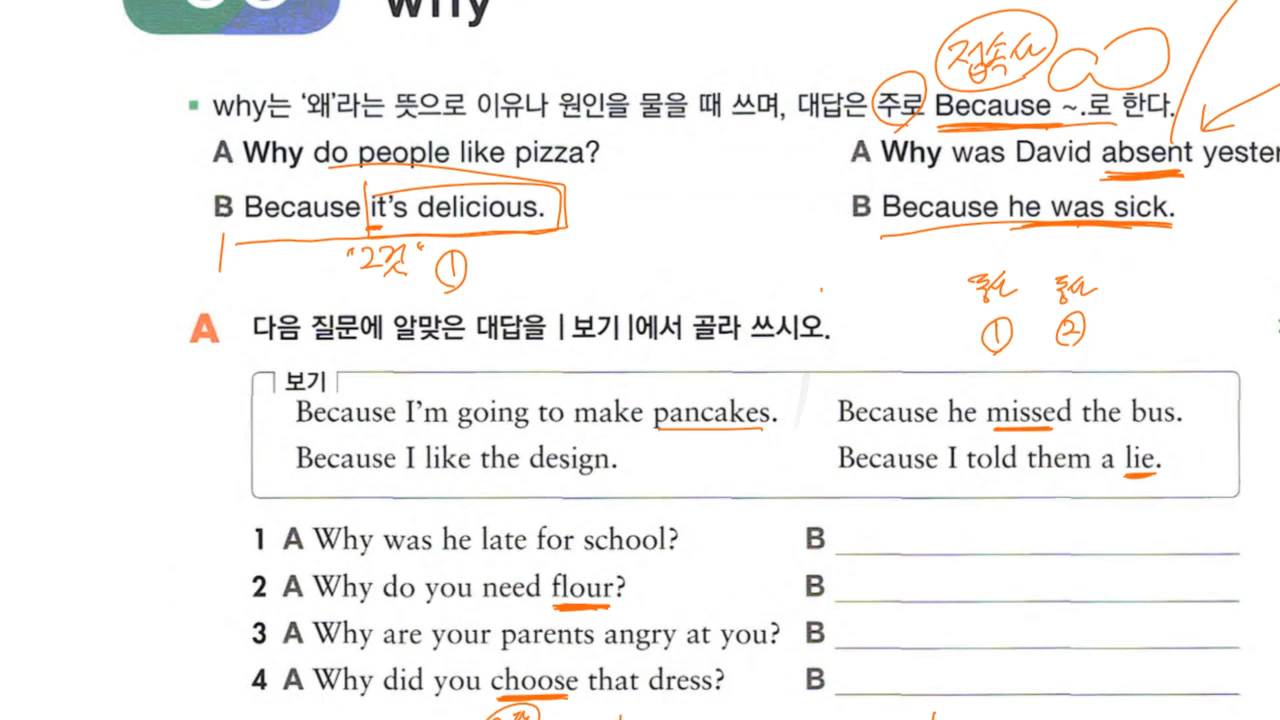 why
접속사
why는 '왜'라는 뜻으로 이유나 원인을 물을 때 쓰며, 대답은 주로 Because ~.로 한다.
A Why do people like pizza?
B Because it's delicious.
"그것" ①
A Why was David absent yester
B Because he was sick.
동사 동사
① ②
A 다음 질문에 알맞은 대답을 |보기|에서 골라 쓰시오.
보기
Because I'm going to make pancakes. Because he missed the bus.
Because I like the design. Because I told them a lie.
1 A Why was he late for school? B
2 A Why do you need flour? B
3 A Why are your parents angry at you? B
4 A Why did you choose that dress? B